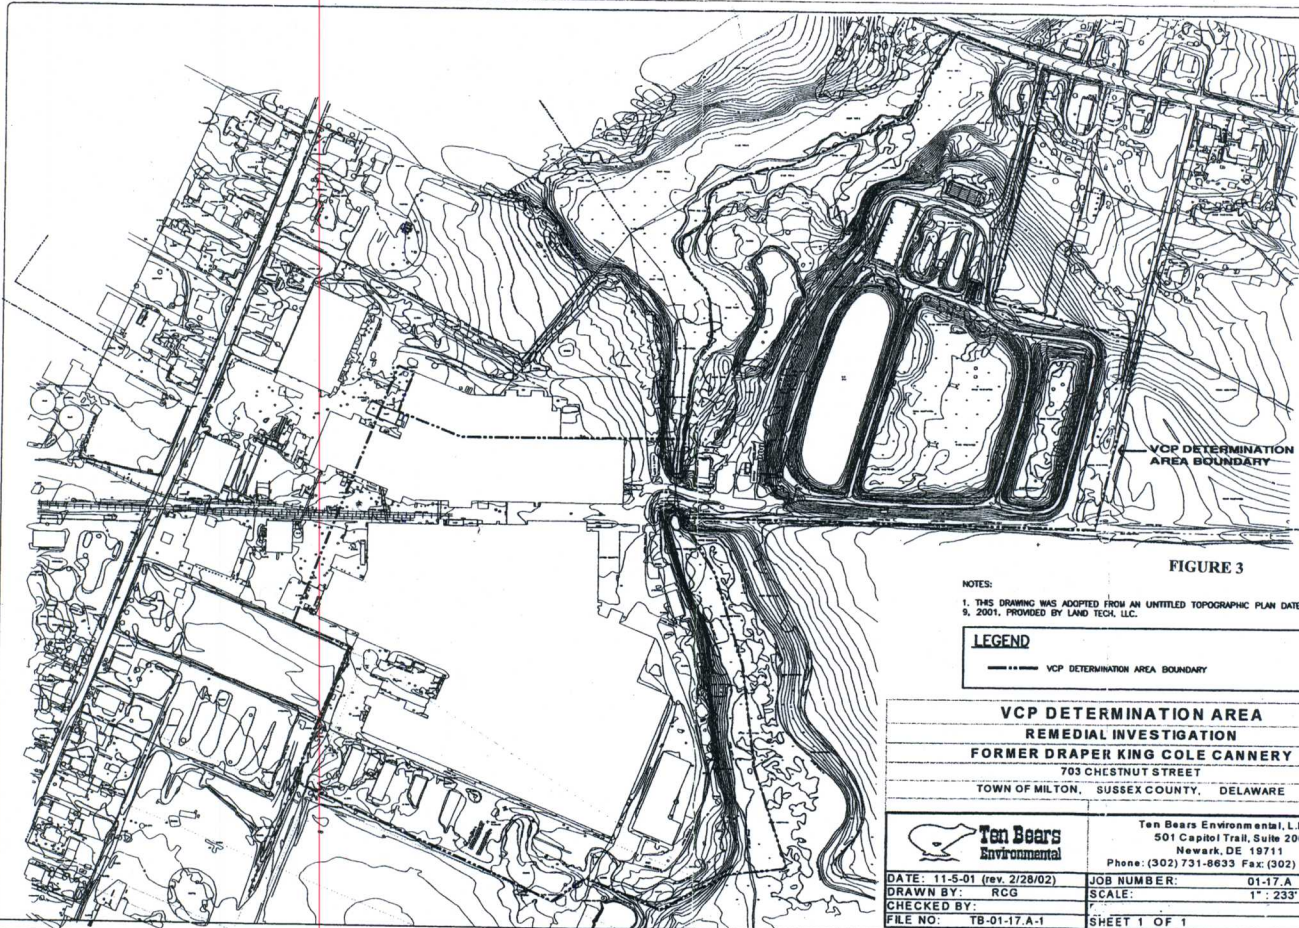 VCP DETERMINATION
AREA BOUNDARY
FIGURE 3
NOTES:
1. THIS DRAWING WAS ADOPTED FROM AN UNTITLED TOPOGRAPHIC PLAN DATE
9, 2001, PROVIDED BY LAND TECH, LLC.
LEGEND
VCP DETERMINATION AREA BOUNDARY
VCP DETERMINATION AREA
REMEDIAL INVESTIGATION
FORMER DRAPER KING COLE CANNERY
703 CHESTNUT STREET
TOWN OF MILTON, SUSSEX COUNTY, DELAWARE
Ten Bears
Environmental
Ten Bears Environmental, L.
501 Capitol Trail, Suite 20
Newark, DE 19711
Phone: (302) 731-8633 Fax: (302)
DATE: 11-5-01 (rev. 2/28/02)
JOB NUMBER: 01-17.A
DRAWN BY: RCG
SCALE: 1" : 233'
CHECKED BY:
FILE NO: TB-01-17.A-1
SHEET 1 OF 1